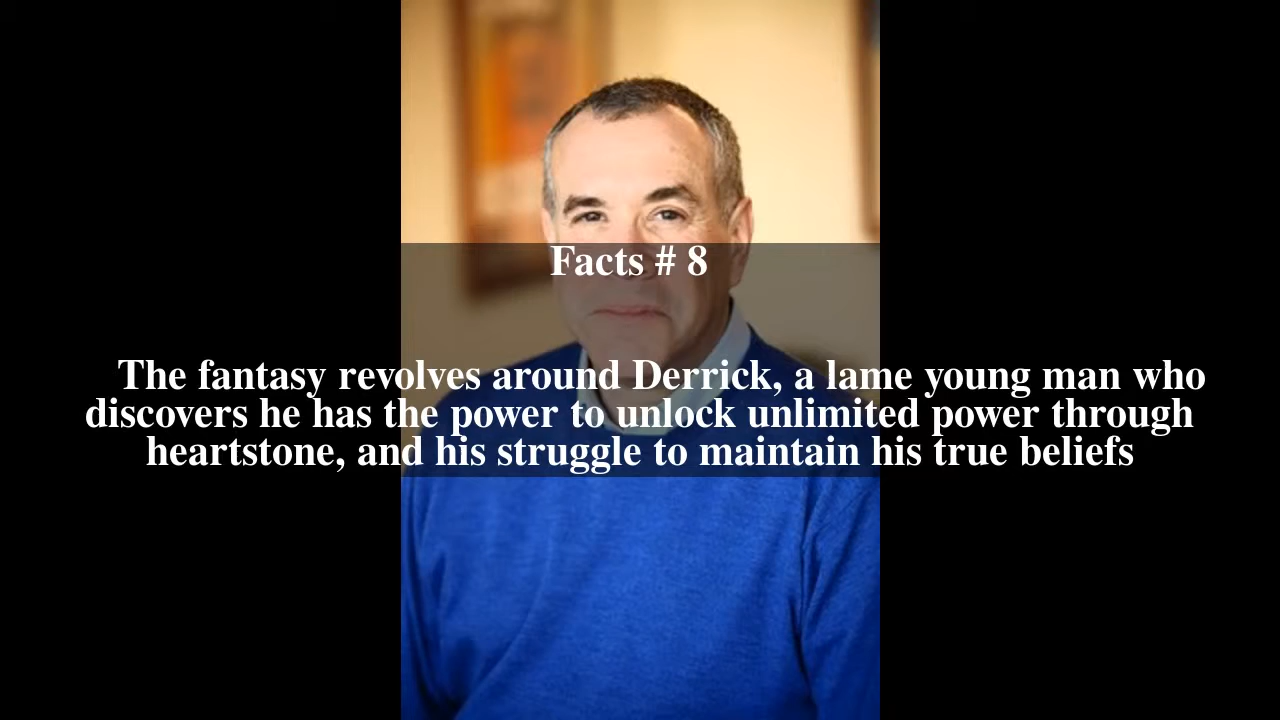 Facts # 8
The fantasy revolves around Derrick, a lame young man who
discovers he has the power to unlock unlimited power through
heartstone, and his struggle to maintain his true beliefs